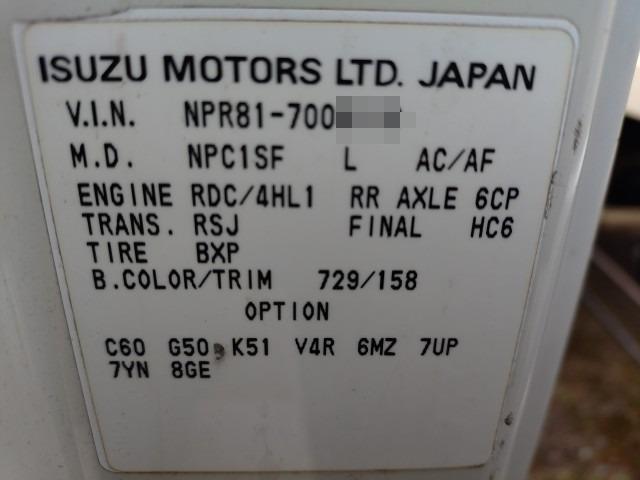 ISUZU MOTORS LTD. JAPAN
V.I.N. NPR81-700
M.D. NPC1SF L AC/AF
ENGINE RDC/4HL1 RR AXLE 6CP
TRANS. RSJ FINAL HC6
TIRE BXP
B.COLOR/TRIM 729/158
OPTION
C60 G50 K51 V4R 6MZ 7UP
7YN 8GE